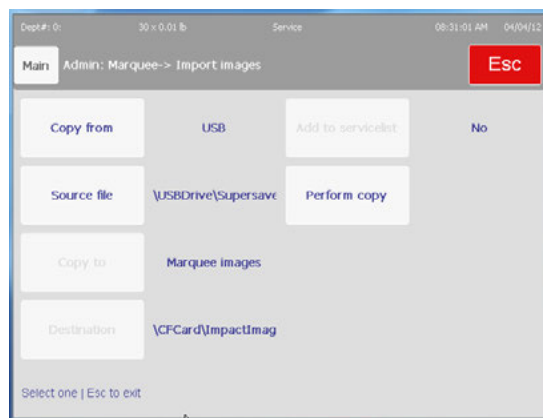 Dept#: 0: 30 x 0.01 lb Service 08:31:01 AM 04/04/12
Main Admin: Marquee-> Import images Esc
Copy from USB Add to servicelist No
Source file \USBDrive\Supersave Perform copy
Copy to Marquee images
Destination \CFCard\ImpactImag
Select one | Esc to exit